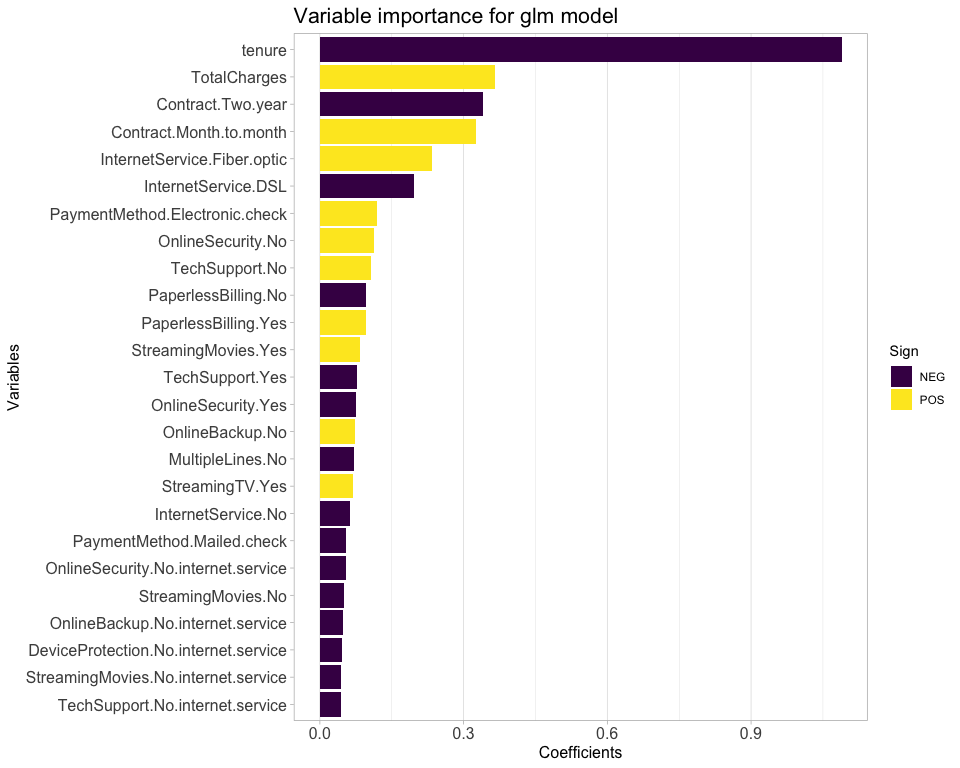 Variable importance for glm model
tenure
TotalCharges
Contract.Two.year
Contract.Month.to.month
InternetService.Fiber.optic
InternetService.DSL
PaymentMethod.Electronic.check
OnlineSecurity.No
TechSupport.No
PaperlessBilling.No
PaperlessBilling.Yes
StreamingMovies.Yes
TechSupport.Yes
OnlineSecurity.Yes
OnlineBackup.No
MultipleLines.No
StreamingTV.Yes
InternetService.No
PaymentMethod.Mailed.check
OnlineSecurity.No.internet.service
StreamingMovies.No
OnlineBackup.No.internet.service
DeviceProtection.No.internet.service
StreamingMovies.No.internet.service
TechSupport.No.internet.service
Variables
0.0 0.3 0.6 0.9
Coefficients
Sign
NEG
POS